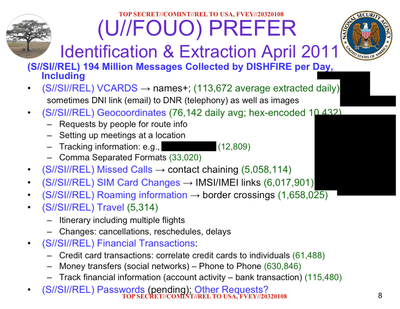 TOP SECRET//COMINT//REL TO USA, FVEY//20320108
(U//FOUO) PREFER
Identification & Extraction April 2011
(S//SI//REL) 194 Million Messages Collected by DISHFIRE per Day,
Including
• (S//SI//REL) VCARDS → names+; (113,672 average extracted daily)
sometimes DNI link (email) to DNR (telephony) as well as images
• (S//SI//REL) Geocoordinates (76,142 daily avg; hex-encoded 10,432)
– Requests by people for route info
– Setting up meetings at a location
– Tracking information: e.g., (12,809)
– Comma Separated Formats (33,020)
• (S//SI//REL) Missed Calls → contact chaining (5,058,114)
• (S//SI//REL) SIM Card Changes → IMSI/IMEI links (6,017,901)
• (S//SI//REL) Roaming information → border crossings (1,658,025)
• (S//SI//REL) Travel (5,314)
– Itinerary including multiple flights
– Changes: cancellations, reschedules, delays
• (S//SI//REL) Financial Transactions:
– Credit card transactions: correlate credit cards to individuals (61,488)
– Money transfers (social networks) – Phone to Phone (630,846)
– Track financial information (account activity – bank transaction) (115,480)
• (S//SI//REL) Passwords (pending); Other Requests?
TOP SECRET//COMINT//REL TO USA, FVEY//20320108
8